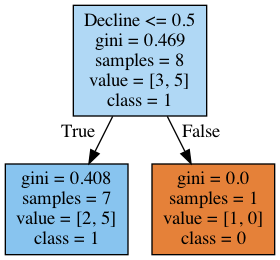 Decline <= 0.5
gini = 0.469
samples = 8
value = [3, 5]
class = 1
True
False
gini = 0.408
samples = 7
value = [2, 5]
class = 1
gini = 0.0
samples = 1
value = [1, 0]
class = 0